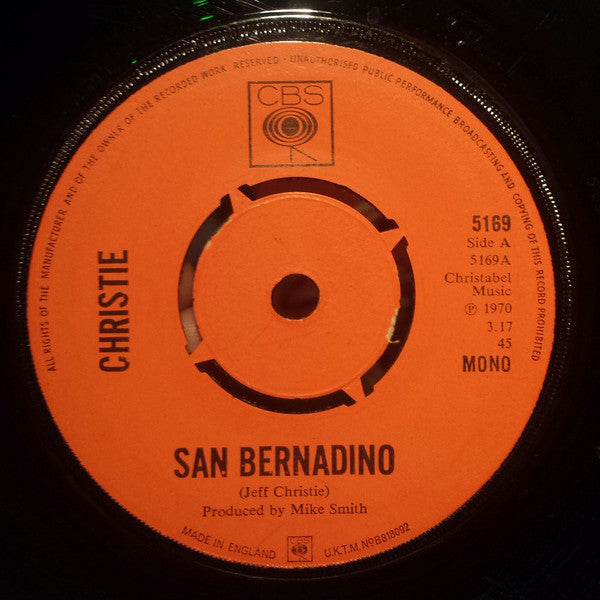 ALL RIGHTS OF THE MANUFACTURER AND OF THE OWNER OF THE RECORDED WORK RESERVED - UNAUTHORISED PUBLIC PERFORMANCE BROADCASTING AND COPYING OF THIS RECORD PROHIBITED
CBS
CHRISTIE
5169
Side A
5169A
Christabel
Music
℗ 1970
3.17
45
MONO
SAN BERNADINO
(Jeff Christie)
Produced by Mike Smith
MADE IN ENGLAND
CBS
U.K.T.M. NoB818092